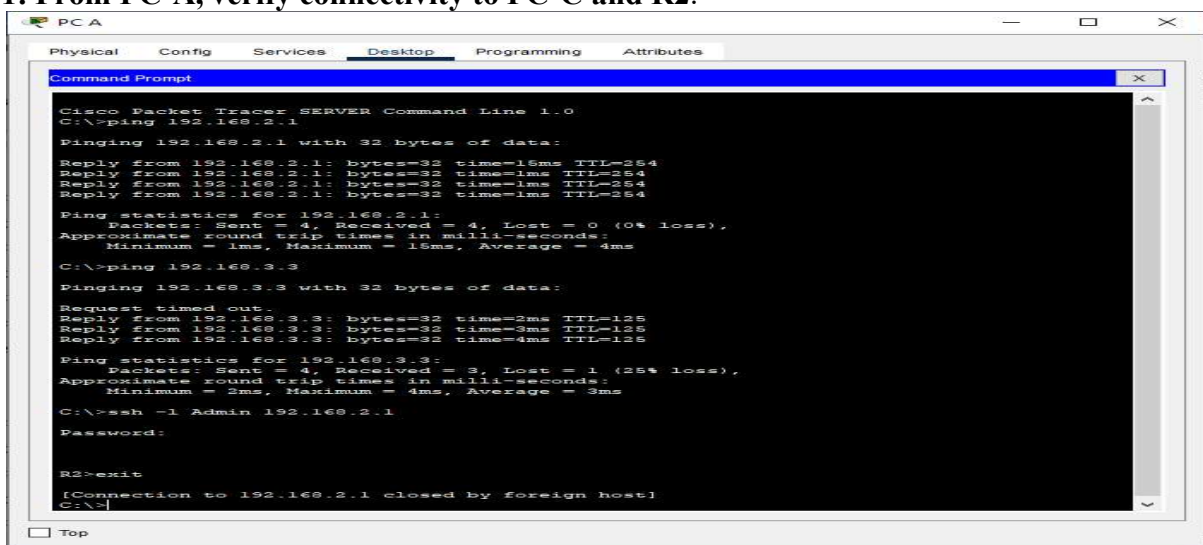 1. From PC-A, verify connectivity to PC-C and R2.
PC A
Physical Config Services Desktop Programming Attributes
Command Prompt
X
Cisco Packet Tracer SERVER Command Line 1.0
C:\>ping 192.168.2.1
Pinging 192.168.2.1 with 32 bytes of data:
Reply from 192.168.2.1: bytes=32 time=15ms TTL=254
Reply from 192.168.2.1: bytes=32 time=1ms TTL=254
Reply from 192.168.2.1: bytes=32 time=1ms TTL=254
Reply from 192.168.2.1: bytes=32 time=1ms TTL=254
Ping statistics for 192.168.2.1:
Packets: Sent = 4, Received = 4, Lost = 0 (0% loss),
Approximate round trip times in milli-seconds:
Minimum = 1ms, Maximum = 15ms, Average = 4ms
C:\>ping 192.168.3.3
Pinging 192.168.3.3 with 32 bytes of data:
Request timed out.
Reply from 192.168.3.3: bytes=32 time=2ms TTL=125
Reply from 192.168.3.3: bytes=32 time=3ms TTL=125
Reply from 192.168.3.3: bytes=32 time=4ms TTL=125
Ping statistics for 192.168.3.3:
Packets: Sent = 4, Received = 3, Lost = 1 (25% loss),
Approximate round trip times in milli-seconds:
Minimum = 2ms, Maximum = 4ms, Average = 3ms
C:\>ssh -l Admin 192.168.2.1
Password:
R2>exit
[Connection to 192.168.2.1 closed by foreign host]
C:\>
Top